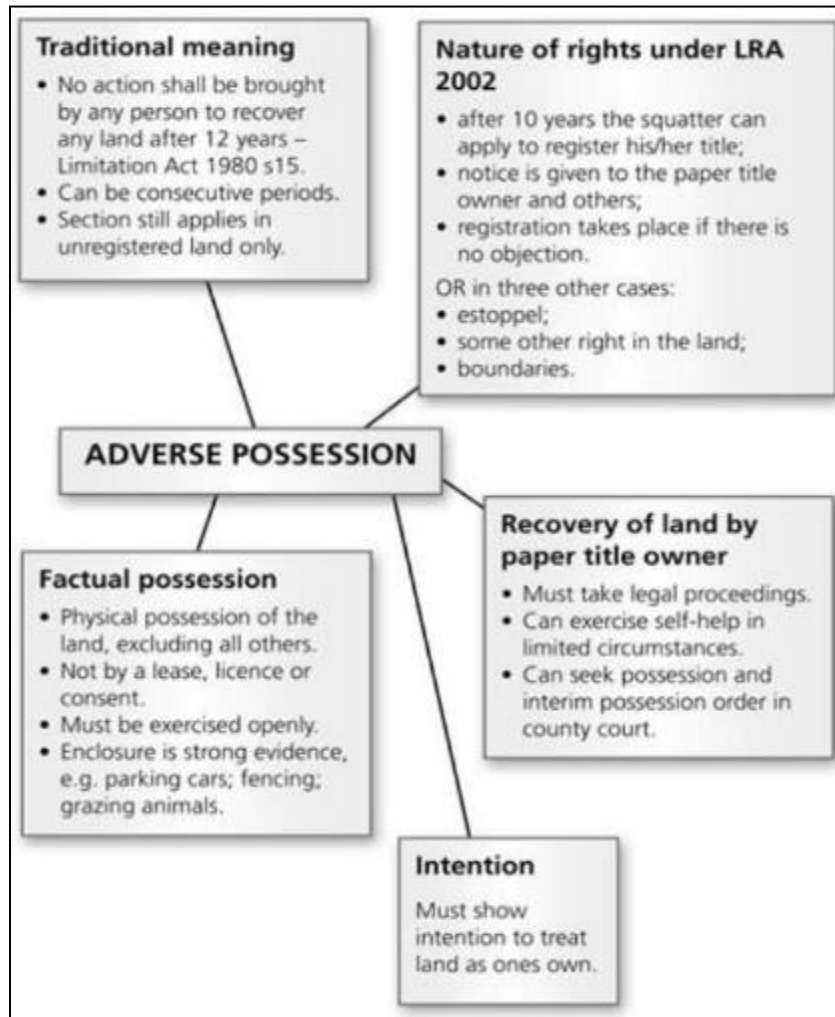 Traditional meaning
• No action shall be brought
by any person to recover
any land after 12 years –
Limitation Act 1980 s15.
• Can be consecutive periods.
• Section still applies in
unregistered land only.
Nature of rights under LRA
2002
• after 10 years the squatter can
apply to register his/her title;
• notice is given to the paper title
owner and others;
• registration takes place if there is
no objection.
OR in three other cases:
• estoppel;
• some other right in the land;
• boundaries.
ADVERSE POSSESSION
Factual possession
• Physical possession of the
land, excluding all others.
• Not by a lease, licence or
consent.
• Must be exercised openly.
• Enclosure is strong evidence,
e.g. parking cars; fencing;
grazing animals.
Recovery of land by
paper title owner
• Must take legal proceedings.
• Can exercise self-help in
limited circumstances.
• Can seek possession and
interim possession order in
county court.
Intention
Must show
intention to treat
land as ones own.